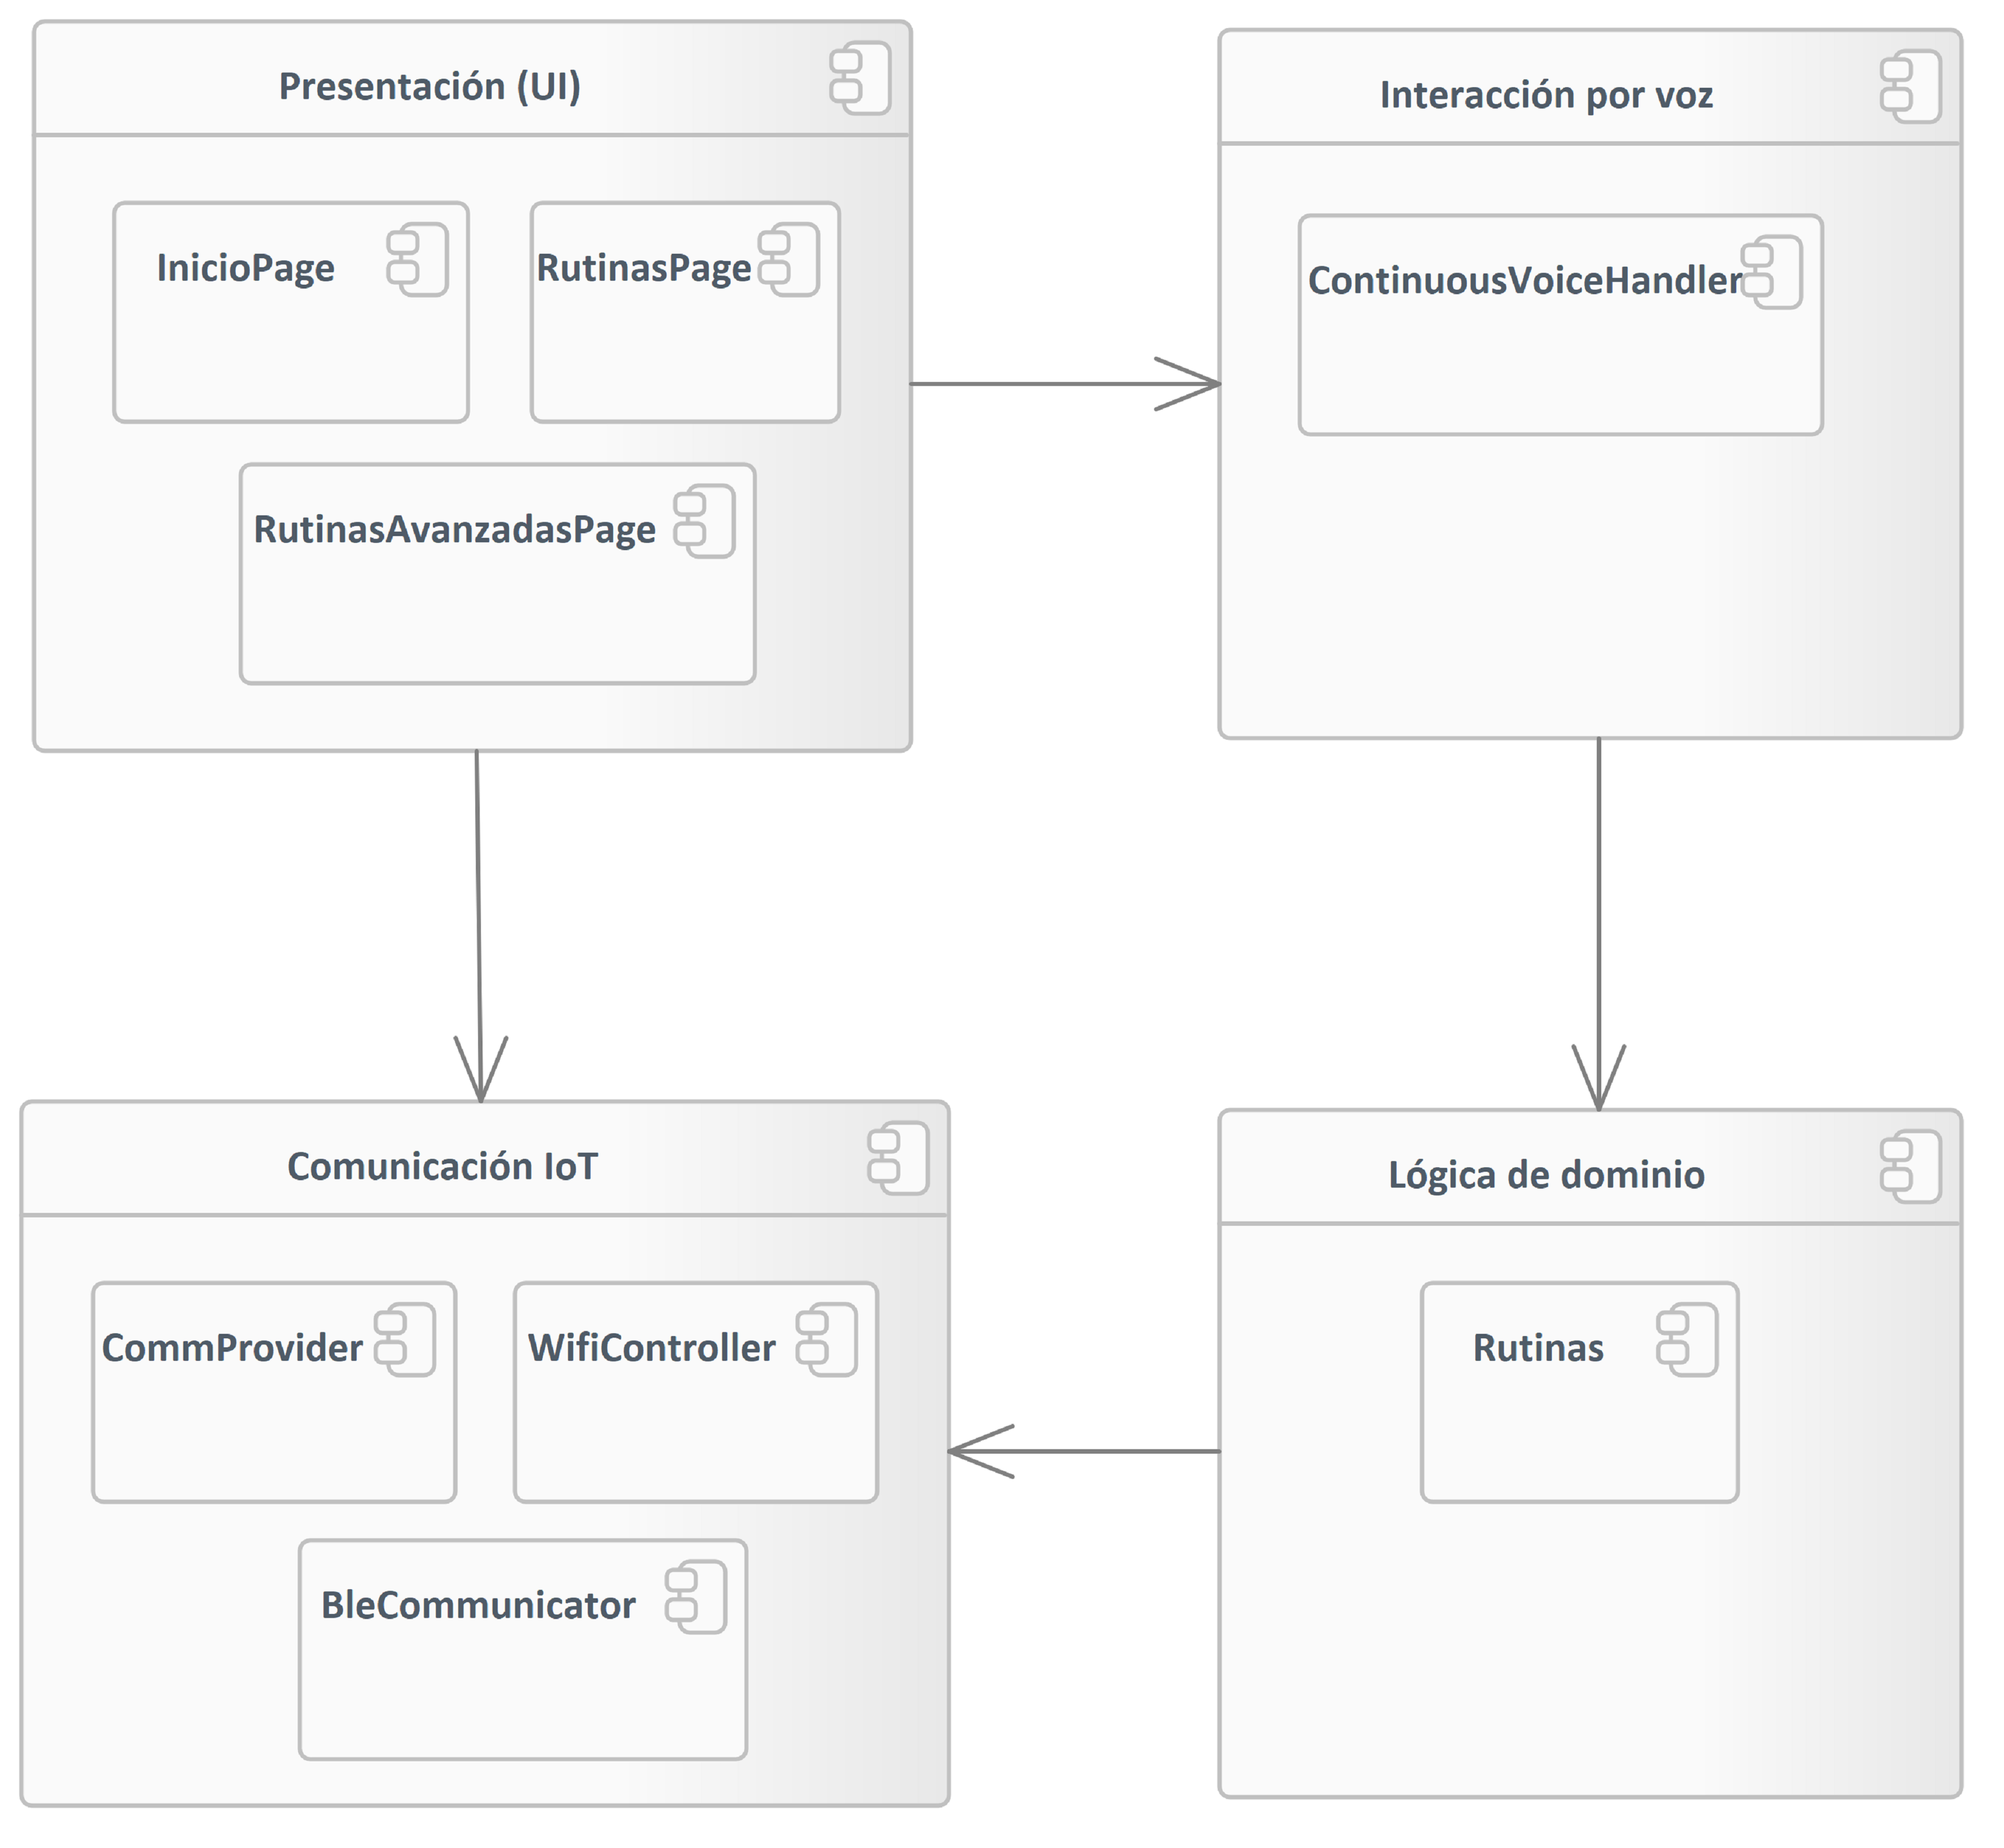 Presentación (UI)
InicioPage
RutinasPage
RutinasAvanzadasPage
Interacción por voz
ContinuousVoiceHandler
Comunicación IoT
CommProvider
WifiController
BleCommunicator
Lógica de dominio
Rutinas